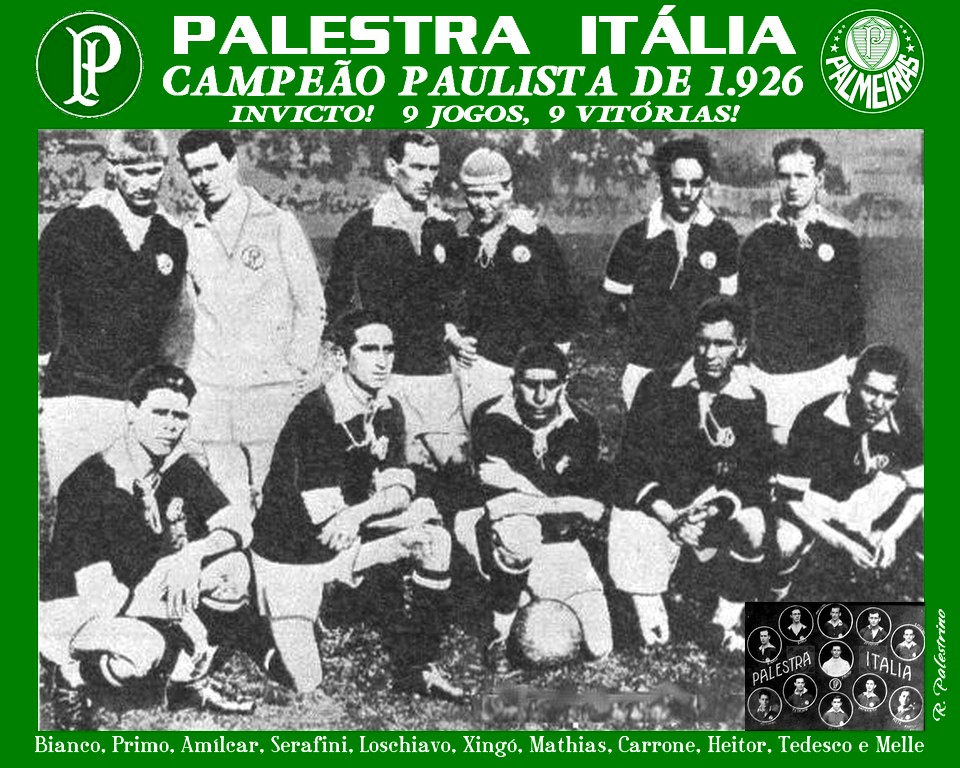 PALESTRA ITÁLIA
CAMPEÃO PAULISTA DE 1.926
INVICTO! 9 JOGOS, 9 VITÓRIAS!
PALMEIRAS
PALESTRA ITALIA
R. Palestrino
Bianco, Primo, Amílcar, Serafini, Loschiavo, Xingó, Mathias, Carrone, Heitor, Tedesco e Melle